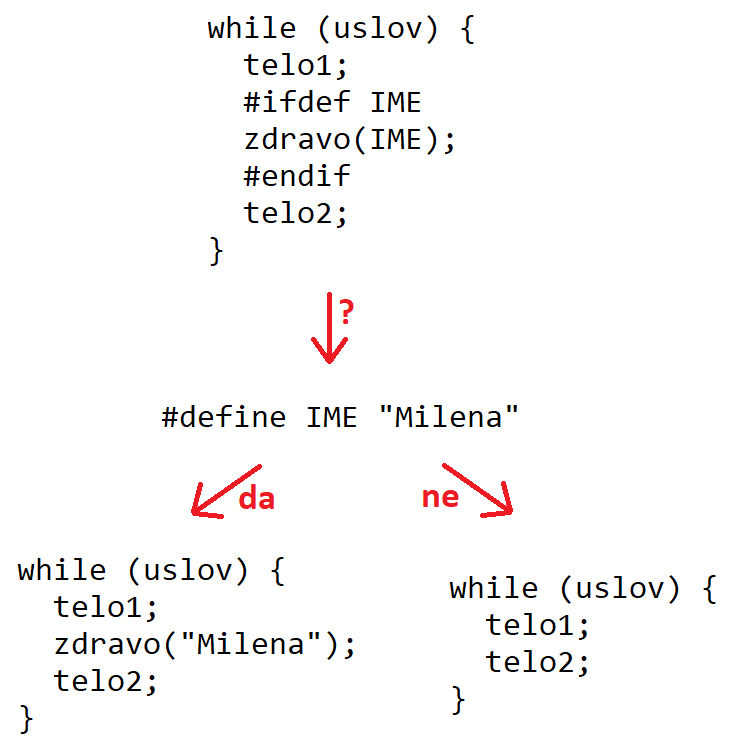 while (uslov) {
  telo1;
  #ifdef IME
  zdravo(IME);
  #endif
  telo2;
}
?
#define IME "Milena"
da
ne
while (uslov) {
  telo1;
  zdravo("Milena");
  telo2;
}
while (uslov) {
  telo1;
  telo2;
}